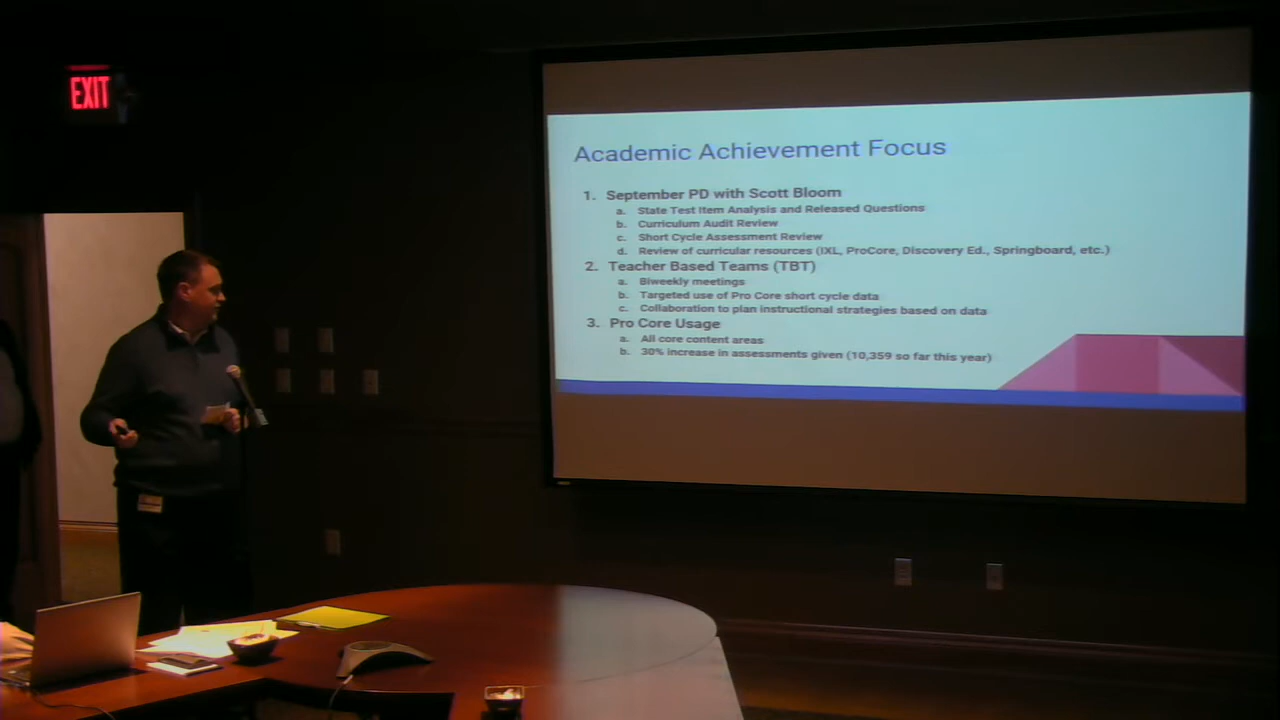 EXIT
Academic Achievement Focus
1. September PD with Scott Bloom
a. State Test Item Analysis and Released Questions
b. Curriculum Audit Review
c. Short Cycle Assessment Review
d. Review of curricular resources (IXL, ProCore, Discovery Ed., Springboard, etc.)
2. Teacher Based Teams (TBT)
a. Biweekly meetings
b. Targeted use of Pro Core short cycle data
c. Collaboration to plan instructional strategies based on data
3. Pro Core Usage
a. All core content areas
b. 30% increase in assessments given (10,359 so far this year)